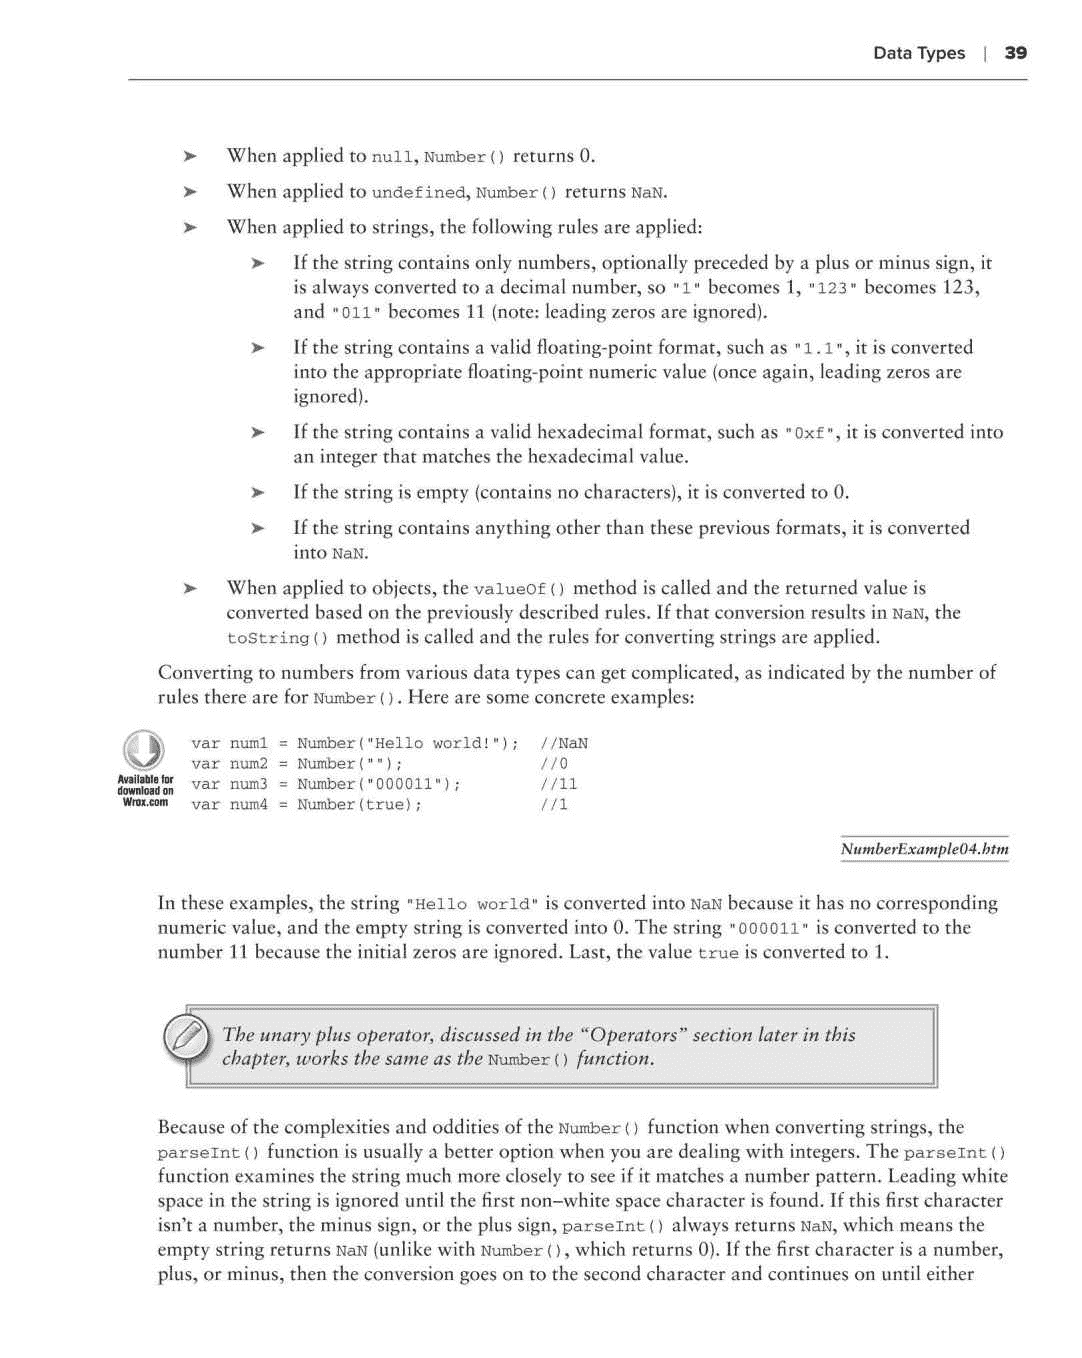 Data Types | 39
➤ When applied to null, Number() returns 0.
➤ When applied to undefined, Number() returns NaN.
➤ When applied to strings, the following rules are applied:
➤ If the string contains only numbers, optionally preceded by a plus or minus sign, it
is always converted to a decimal number, so "1" becomes 1, "123" becomes 123,
and "011" becomes 11 (note: leading zeros are ignored).
➤ If the string contains a valid floating-point format, such as "1.1", it is converted
into the appropriate floating-point numeric value (once again, leading zeros are
ignored).
➤ If the string contains a valid hexadecimal format, such as "0xf", it is converted into
an integer that matches the hexadecimal value.
➤ If the string is empty (contains no characters), it is converted to 0.
➤ If the string contains anything other than these previous formats, it is converted
into NaN.
➤ When applied to objects, the valueOf() method is called and the returned value is
converted based on the previously described rules. If that conversion results in NaN, the
toString() method is called and the rules for converting strings are applied.
Converting to numbers from various data types can get complicated, as indicated by the number of
rules there are for Number(). Here are some concrete examples:
var num1 = Number("Hello world!"); //NaN
var num2 = Number(""); //0
var num3 = Number("000011"); //11
var num4 = Number(true); //1
Available for
download on
Wrox.com
NumberExample04.htm
In these examples, the string "Hello world" is converted into NaN because it has no corresponding
numeric value, and the empty string is converted into 0. The string "000011" is converted to the
number 11 because the initial zeros are ignored. Last, the value true is converted to 1.
The unary plus operator, discussed in the “Operators” section later in this
chapter, works the same as the Number() function.
Because of the complexities and oddities of the Number() function when converting strings, the
parseInt() function is usually a better option when you are dealing with integers. The parseInt()
function examines the string much more closely to see if it matches a number pattern. Leading white
space in the string is ignored until the first non–white space character is found. If this first character
isn’t a number, the minus sign, or the plus sign, parseInt() always returns NaN, which means the
empty string returns NaN (unlike with Number(), which returns 0). If the first character is a number,
plus, or minus, then the conversion goes on to the second character and continues on until either